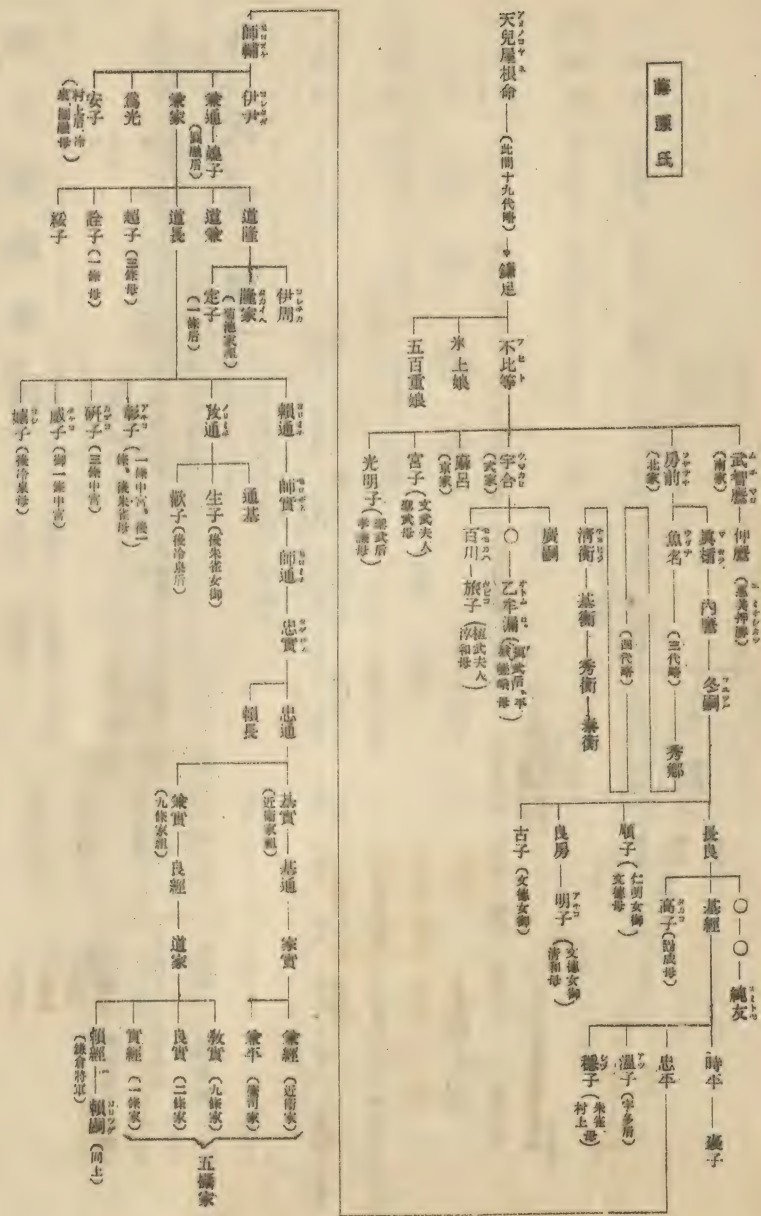 藤原氏
天兒屋根命―(此間十九代略)―鎌足
不比等
氷上娘
五百重娘
武智麿(南家)
仲麿(惠美押勝)
房前(北家)
眞楯―內麿―冬嗣
魚名―(三代略)―秀鄕
(四代略)
淸衡―基衡―秀衡―泰衡
宇合(式家)
廣嗣
〇―乙牟漏
百川―旅子(桓武夫人 淳和母)
麻呂(京家)
宮子(文武夫人 聖武母)
光明子(聖武后 孝謙母)
長良
〇―〇―純友
基經
高子(陽成母)
順子(仁明女御 文德母)
良房―明子(文德女御 淸和母)
古子(文德女御)
時平―褒子
忠平
溫子(宇多后)
穩子(朱雀 村上母)
師輔
伊尹
兼通―媓子(圓融后)
兼家
爲光
安子(村上后、冷泉、圓融母)
道隆
道兼
道長
超子(三條母)
詮子(一條母)
綏子
伊周
隆家(菊池家祖)
定子(一條后)
賴通―師實―師通―忠實
敎通
彰子(一條中宮、後一條、後朱雀母)
硏子(三條中宮)
威子(御一條中宮)
嬉子(後冷泉母)
通基
生子(後朱雀女御)
歡子(後冷泉后)
忠通
賴長
基實―基通―家實
(近衞家祖)
兼實―良經―道家
(九條家祖)
兼經(近衞家)
兼平(鷹司家)
敎實(九條家)
良實(二條家)
實經(一條家)
賴經―賴嗣(同上)
(鎌倉將軍)
五攝家